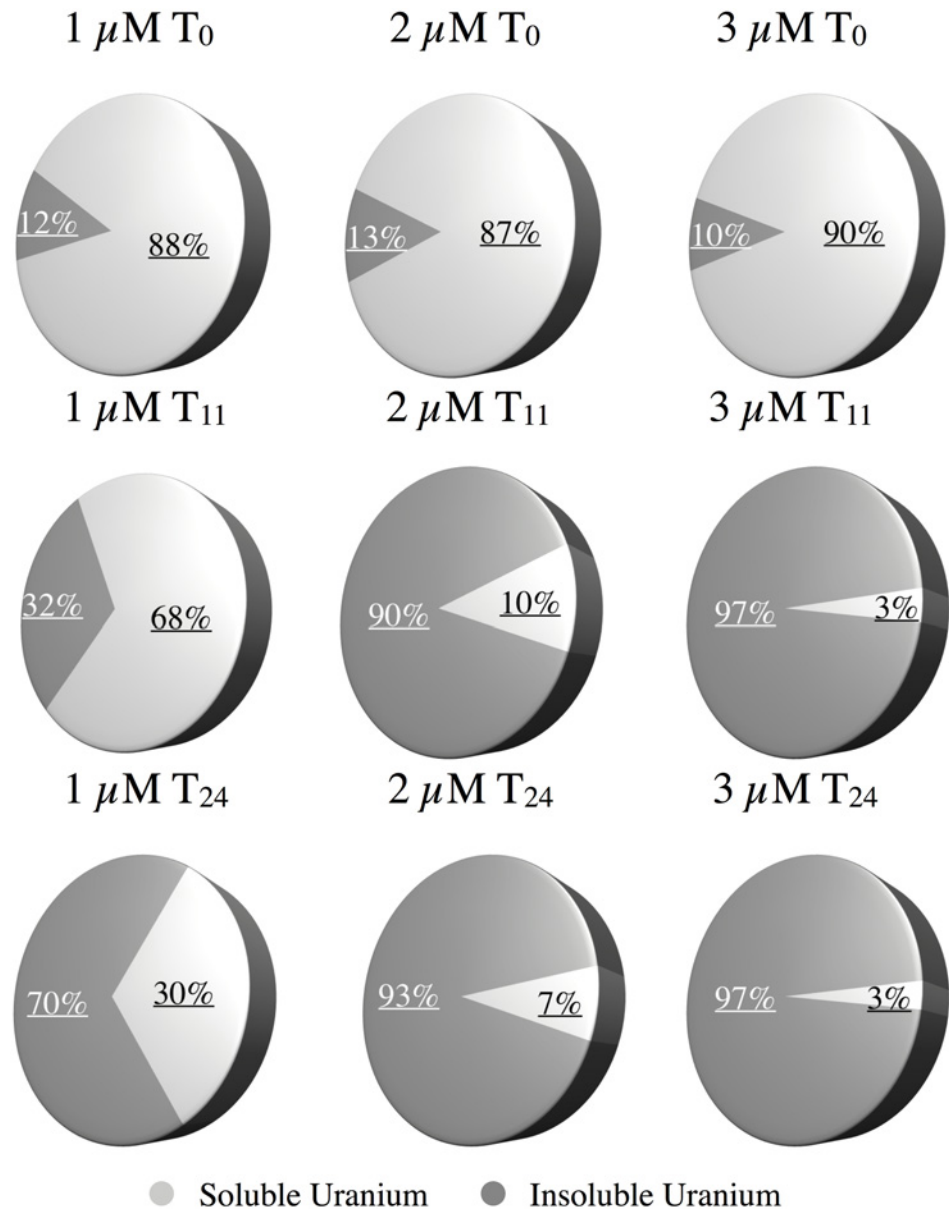 1 μM T₀ 2 μM T₀ 3 μM T₀
12% 88% 13% 87% 10% 90%
1 μM T₁₁ 2 μM T₁₁ 3 μM T₁₁
32% 68% 90% 10% 97% 3%
1 μM T₂₄ 2 μM T₂₄ 3 μM T₂₄
70% 30% 93% 7% 97% 3%
Soluble Uranium Insoluble Uranium